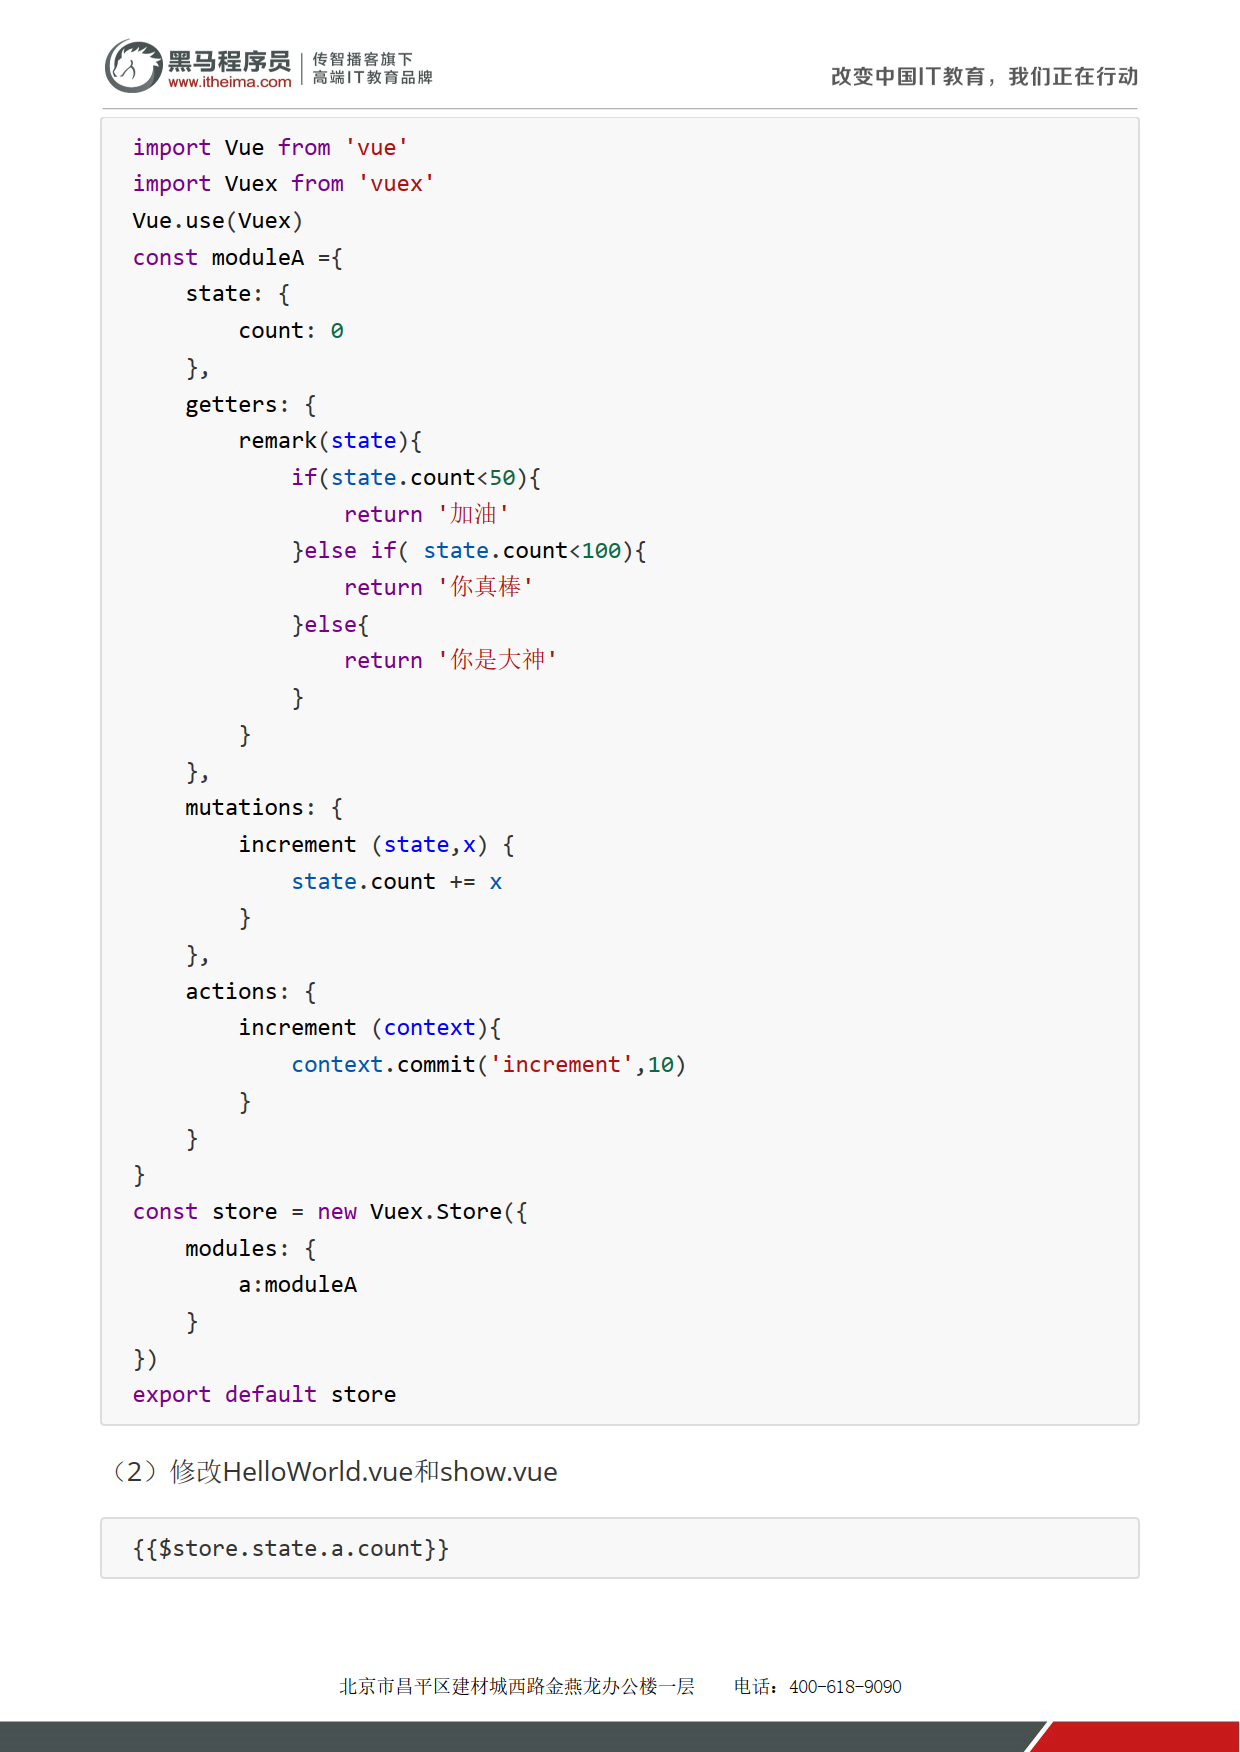 黑马程序员
www.itheima.com
传智播客旗下
高端IT教育品牌
改变中国IT教育，我们正在行动
import Vue from 'vue'
import Vuex from 'vuex'
Vue.use(Vuex)
const moduleA ={
    state: {
        count: 0
    },
    getters: {
        remark(state){
            if(state.count<50){
                return '加油'
            }else if( state.count<100){
                return '你真棒'
            }else{
                return '你是大神'
            }
        }
    },
    mutations: {
        increment (state,x) {
            state.count += x
        }
    },
    actions: {
        increment (context){
            context.commit('increment',10)
        }
    }
}
const store = new Vuex.Store({
    modules: {
        a:moduleA
    }
})
export default store
（2）修改HelloWorld.vue和show.vue
{{$store.state.a.count}}
北京市昌平区建材城西路金燕龙办公楼一层 电话：400-618-9090